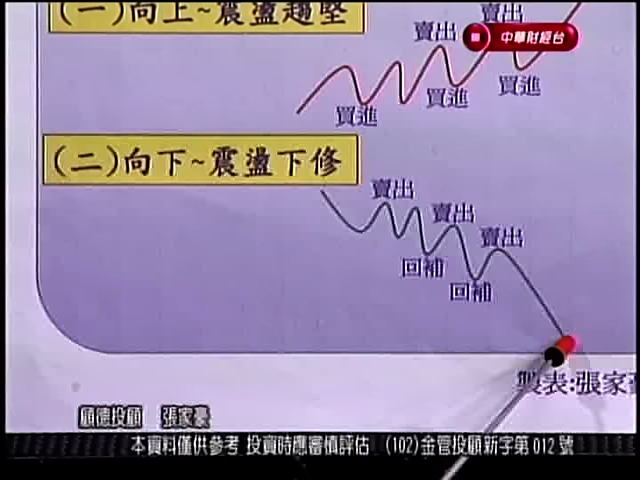 (一)向上~震盪趨堅
賣出
賣出
中華財經台
買進
買進
買進
(二)向下~震盪下修
賣出
賣出
賣出
回補
回補
製表:張家豪
顧德投顧 張家豪
本資料僅供參考 投資時應審慎評估 (102)金管投顧新字第012號